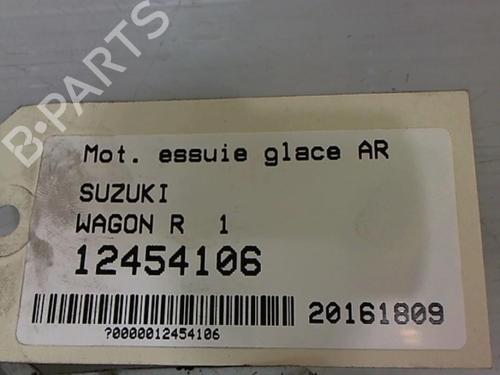 B-PARTS
Mot. essuie glace AR
SUZUKI
WAGON R 1
12454106
20161809
?0000012454106